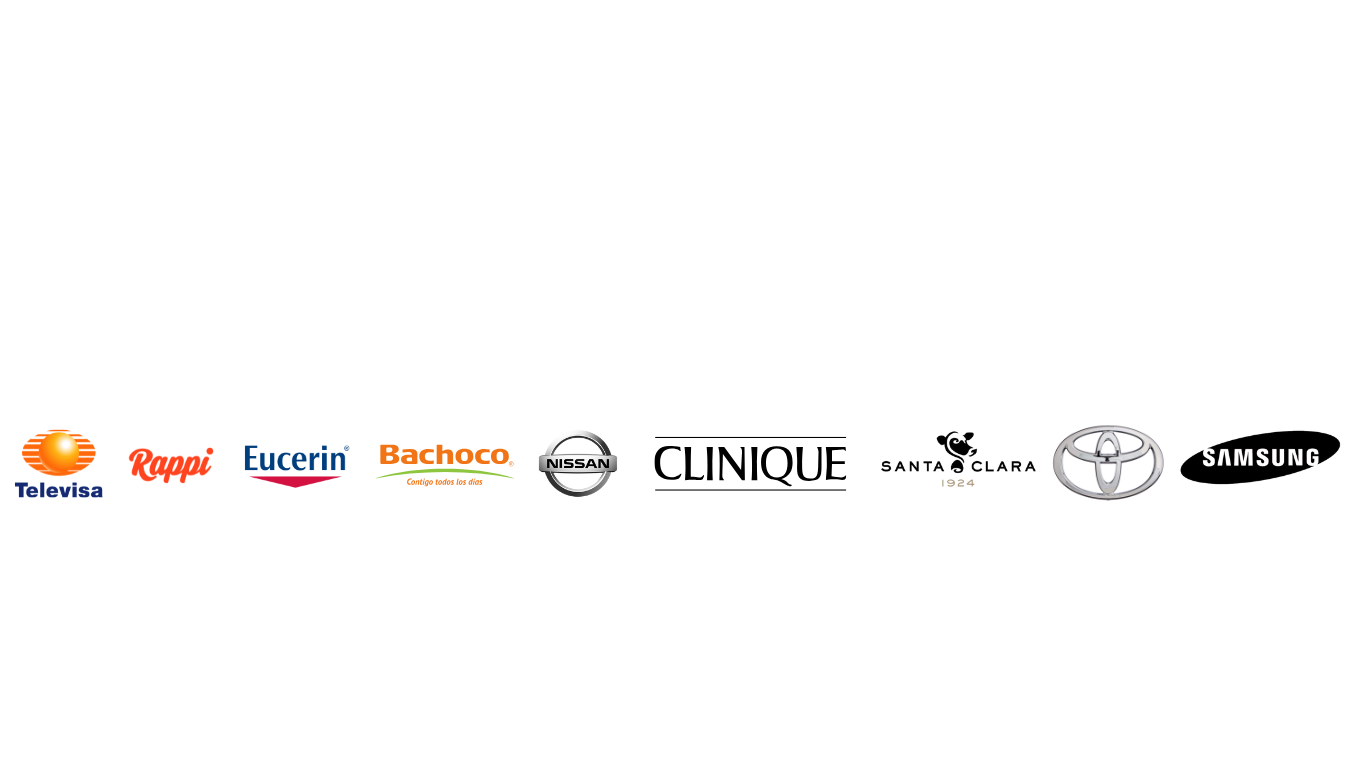 Televisa
Rappi
Eucerin®
Bachoco®
Contigo todos los días
NISSAN
CLINIQUE
SANTA CLARA
1924
SAMSUNG